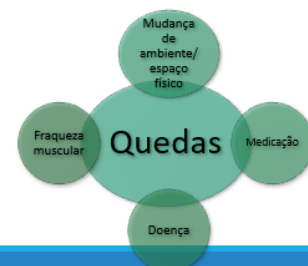 Mudança
de
ambiente/
espaço
físico
Fraqueza
muscular
Quedas
Medicação
Doença